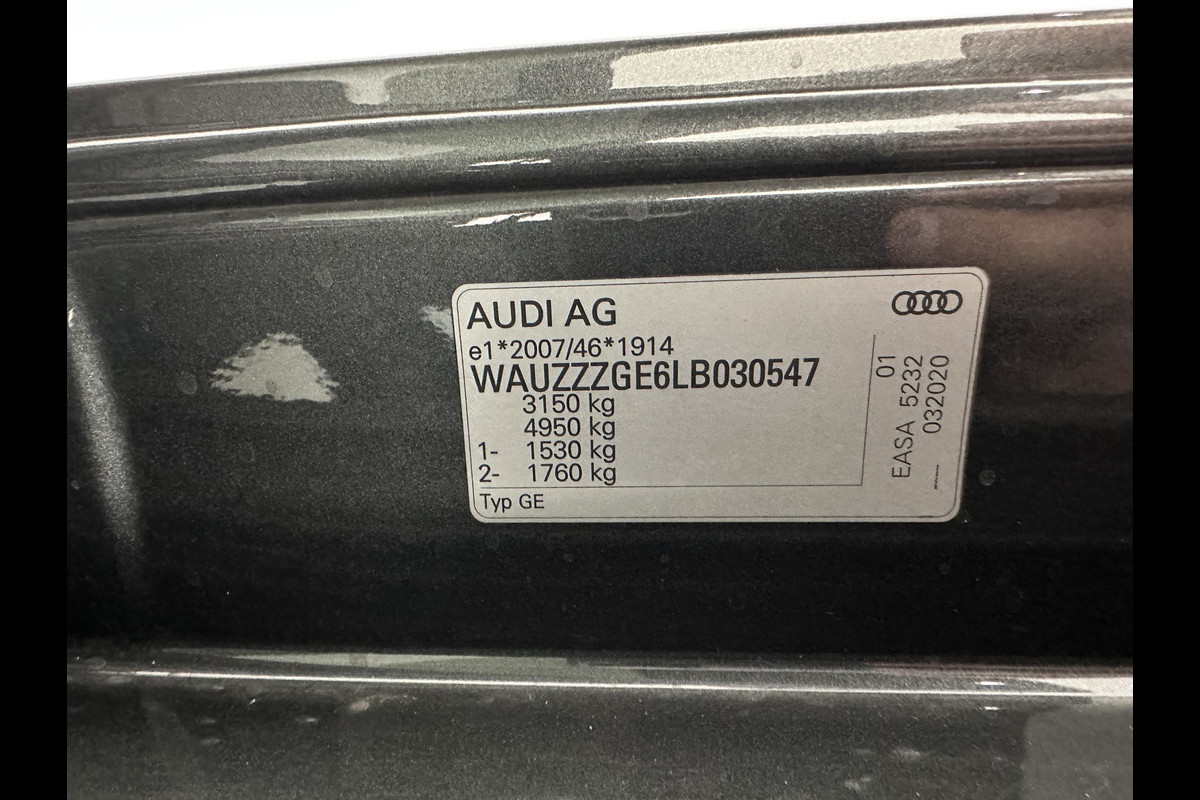 AUDI AG
e1*2007/46*1914
WAUZZZGE6LB030547
3150 kg
4950 kg
1- 1530 kg
2- 1760 kg
Typ GE
01
EASA 5232
— 032020